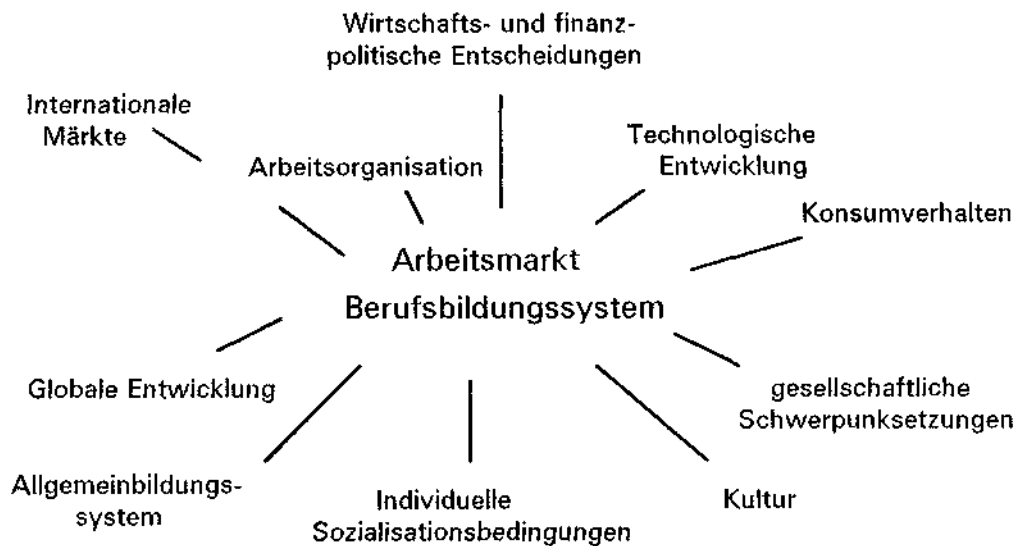 Wirtschafts- und finanz-
politische Entscheidungen
Internationale
Märkte
Arbeitsorganisation
Technologische
Entwicklung
Konsumverhalten
Arbeitsmarkt
Berufsbildungssystem
Globale Entwicklung
gesellschaftliche
Schwerpunksetzungen
Allgemeinbildungs-
system
Individuelle
Sozialisationsbedingungen
Kultur